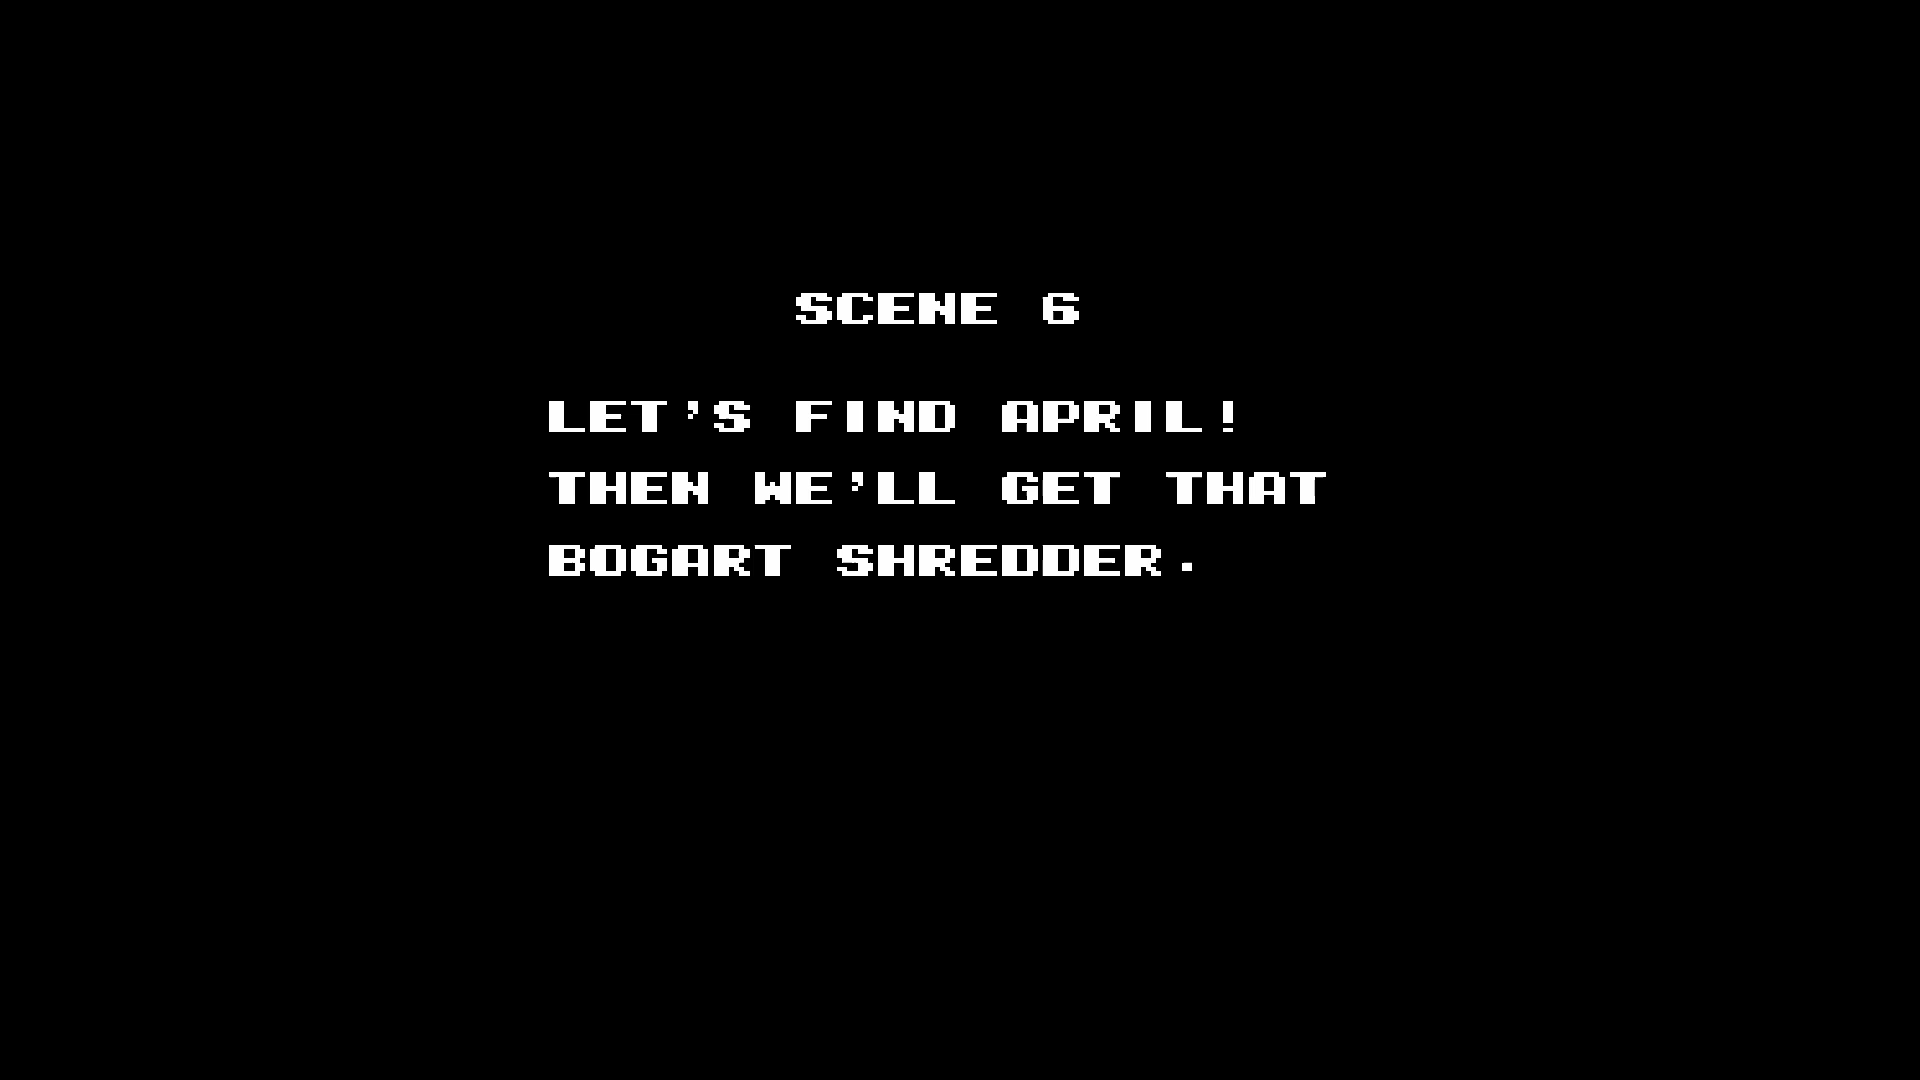 SCENE 6
LET'S FIND APRIL!
THEN WE'LL GET THAT
BOGART SHREDDER.